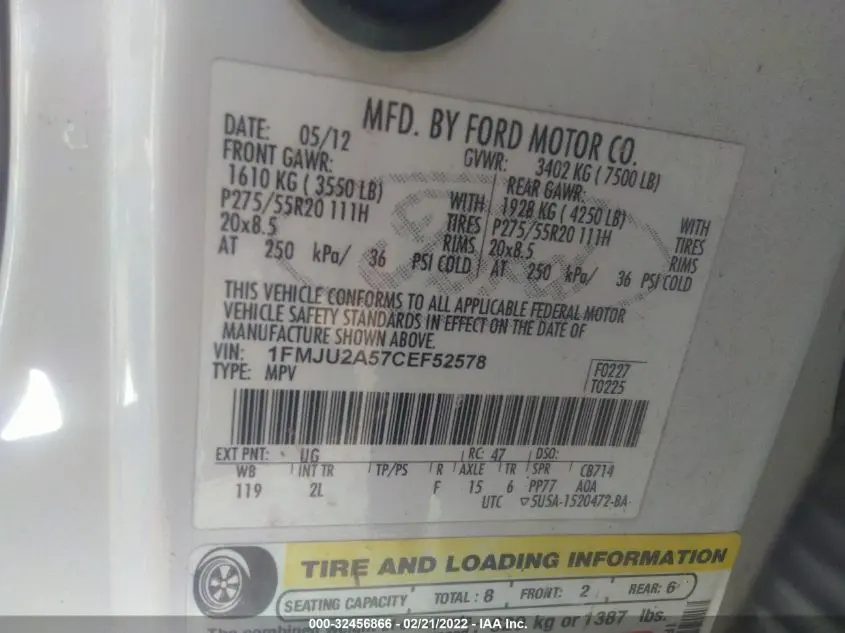 MFD. BY FORD MOTOR CO.
DATE: 05/12 GVWR: 3402 KG ( 7500 LB)
FRONT GAWR: REAR GAWR:
1610 KG ( 3550 LB) WITH 1928 KG ( 4250 LB) WITH
P275/55R20 111H TIRES P275/55R20 111H TIRES
20x8.5 RIMS 20x8.5 RIMS
AT 250 kPa/ 36 PSI COLD AT 250 kPa/ 36 PSI COLD
THIS VEHICLE CONFORMS TO ALL APPLICABLE FEDERAL MOTOR
VEHICLE SAFETY STANDARDS IN EFFECT ON THE DATE OF
MANUFACTURE SHOWN ABOVE.
VIN: 1FMJU2A57CEF52578 F0227
TYPE: MPV T0225
EXT PNT: UG RC: 47 DSO:
WB INT TR TP/PS R AXLE TR SPR CB714
119 2L F 15 6 PP77 AOA
UTC ▽5U5A-1520472-BA
TIRE AND LOADING INFORMATION
SEATING CAPACITY TOTAL : 8 FRONT: 2 REAR: 6
The combined kg or 1387 lbs.
000-32456866 - 02/21/2022 - IAA.com